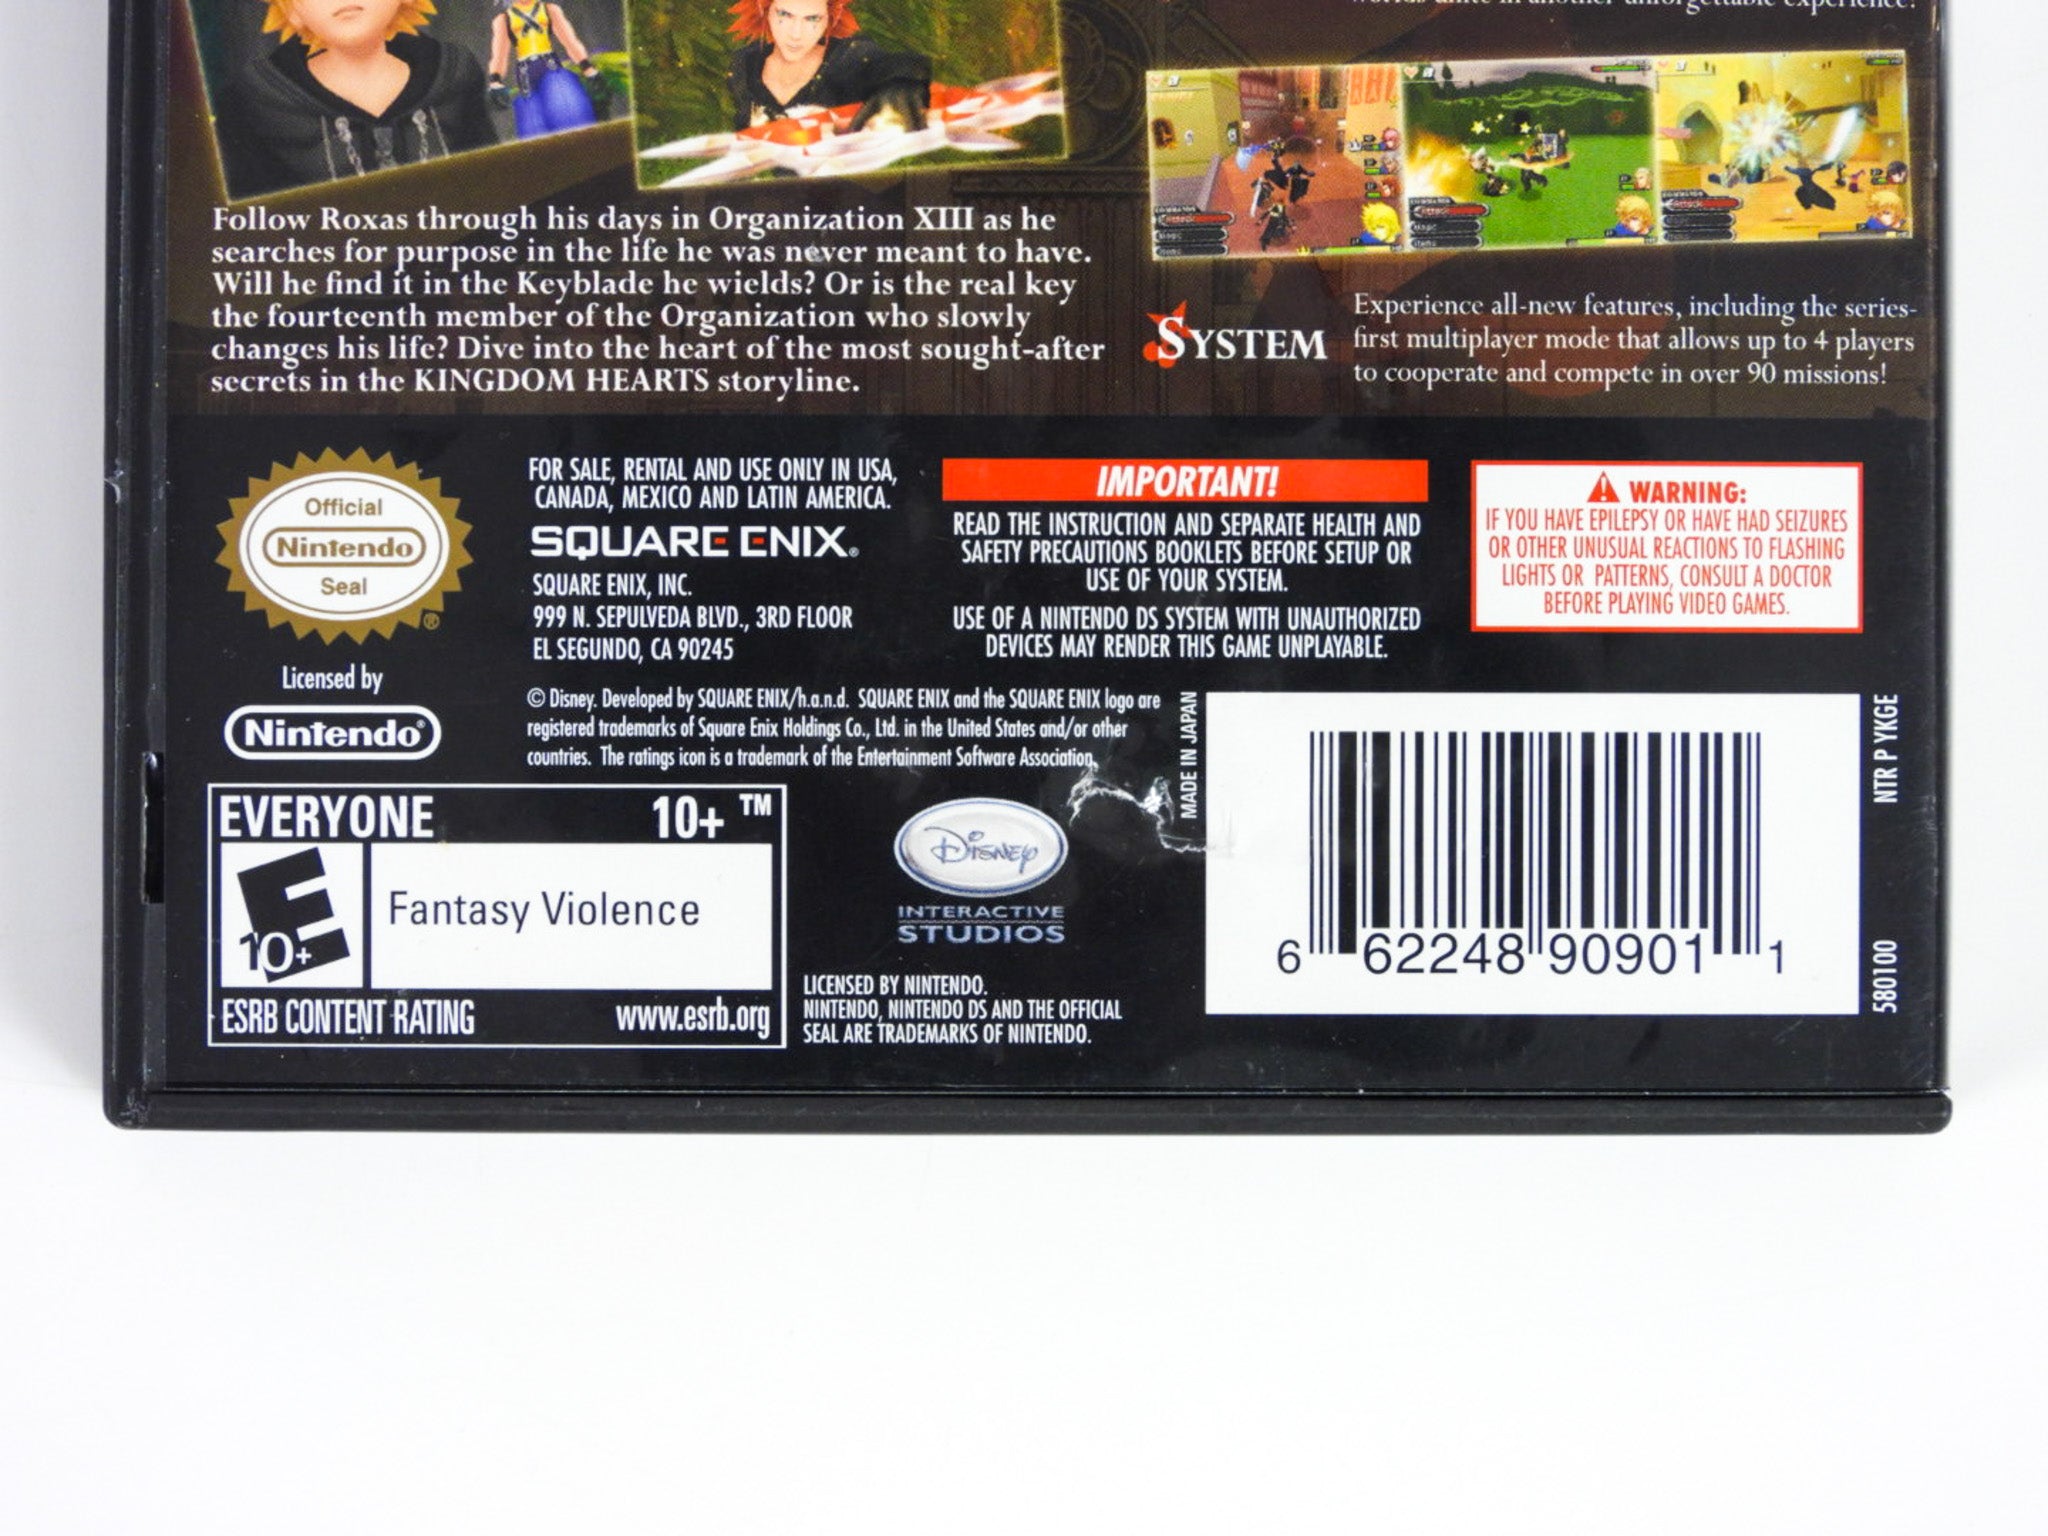 worlds unite in another unforgettable experience!
Follow Roxas through his days in Organization XIII as he
searches for purpose in the life he was never meant to have.
Will he find it in the Keyblade he wields? Or is the real key
the fourteenth member of the Organization who slowly
changes his life? Dive into the heart of the most sought-after
secrets in the KINGDOM HEARTS storyline.
SYSTEM
Experience all-new features, including the series-
first multiplayer mode that allows up to 4 players
to cooperate and compete in over 90 missions!
Official
Nintendo
Seal
®
Licensed by
Nintendo®
FOR SALE, RENTAL AND USE ONLY IN USA,
CANADA, MEXICO AND LATIN AMERICA.
SQUARE ENIX®
SQUARE ENIX, INC.
999 N. SEPULVEDA BLVD., 3RD FLOOR
EL SEGUNDO, CA 90245
IMPORTANT!
READ THE INSTRUCTION AND SEPARATE HEALTH AND
SAFETY PRECAUTIONS BOOKLETS BEFORE SETUP OR
USE OF YOUR SYSTEM.
USE OF A NINTENDO DS SYSTEM WITH UNAUTHORIZED
DEVICES MAY RENDER THIS GAME UNPLAYABLE.
WARNING:
IF YOU HAVE EPILEPSY OR HAVE HAD SEIZURES
OR OTHER UNUSUAL REACTIONS TO FLASHING
LIGHTS OR PATTERNS, CONSULT A DOCTOR
BEFORE PLAYING VIDEO GAMES.
© Disney. Developed by SQUARE ENIX/h.a.n.d. SQUARE ENIX and the SQUARE ENIX logo are
registered trademarks of Square Enix Holdings Co., Ltd. in the United States and/or other
countries. The ratings icon is a trademark of the Entertainment Software Association.
EVERYONE 10+ ™
E
10+
Fantasy Violence
ESRB CONTENT RATING www.esrb.org
Disney
INTERACTIVE
STUDIOS
LICENSED BY NINTENDO.
NINTENDO, NINTENDO DS AND THE OFFICIAL
SEAL ARE TRADEMARKS OF NINTENDO.
MADE IN JAPAN
6 62248 90901 1
NTR P YKGE
580100